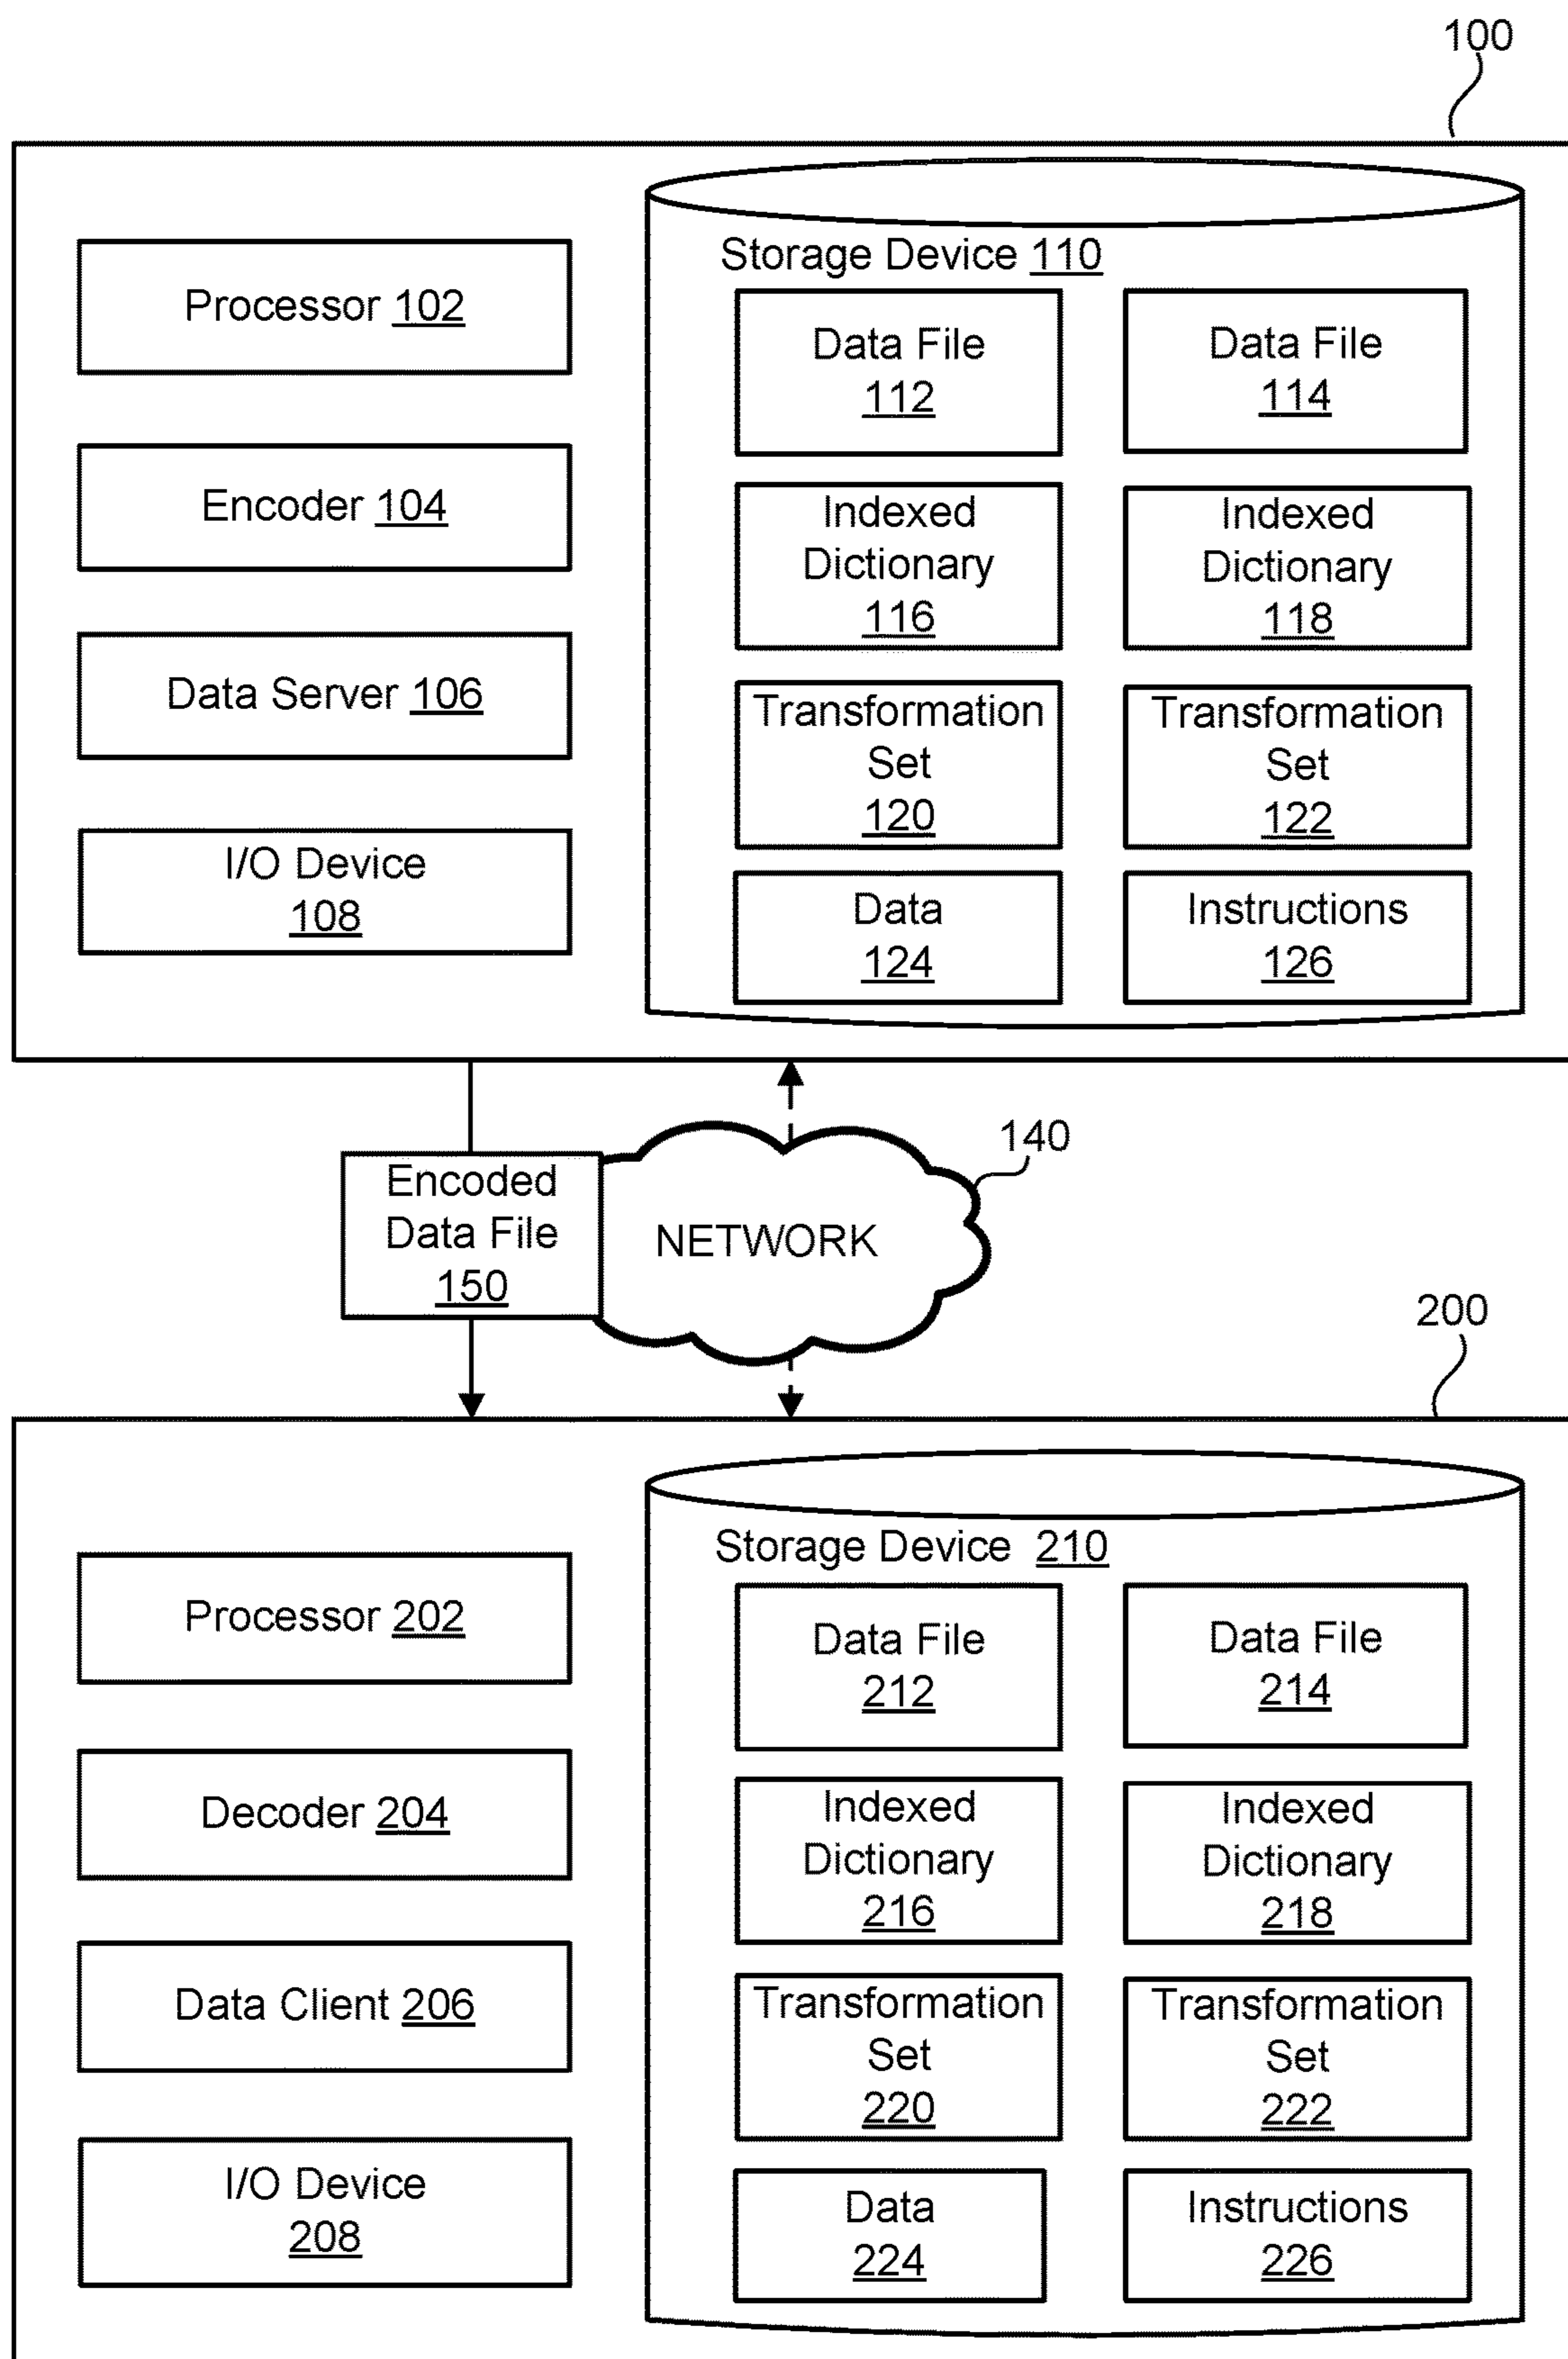 100
Storage Device 110
Processor 102
Data File
112
Data File
114
Encoder 104
Indexed
Dictionary
116
Indexed
Dictionary
118
Data Server 106
Transformation
Set
120
Transformation
Set
122
I/O Device
108
Data
124
Instructions
126
Encoded
Data File
150
NETWORK
140
200
Storage Device 210
Processor 202
Data File
212
Data File
214
Decoder 204
Indexed
Dictionary
216
Indexed
Dictionary
218
Data Client 206
Transformation
Set
220
Transformation
Set
222
I/O Device
208
Data
224
Instructions
226